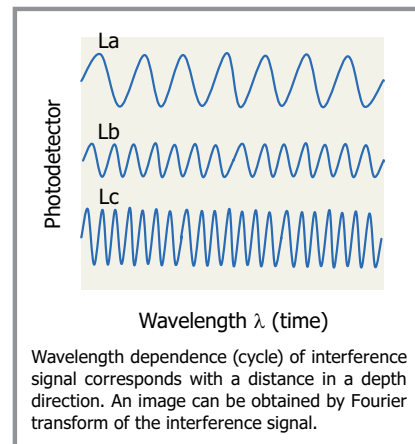 La
Lb
Lc
Photodetector
Wavelength λ (time)
Wavelength dependence (cycle) of interference
signal corresponds with a distance in a depth
direction. An image can be obtained by Fourier
transform of the interference signal.